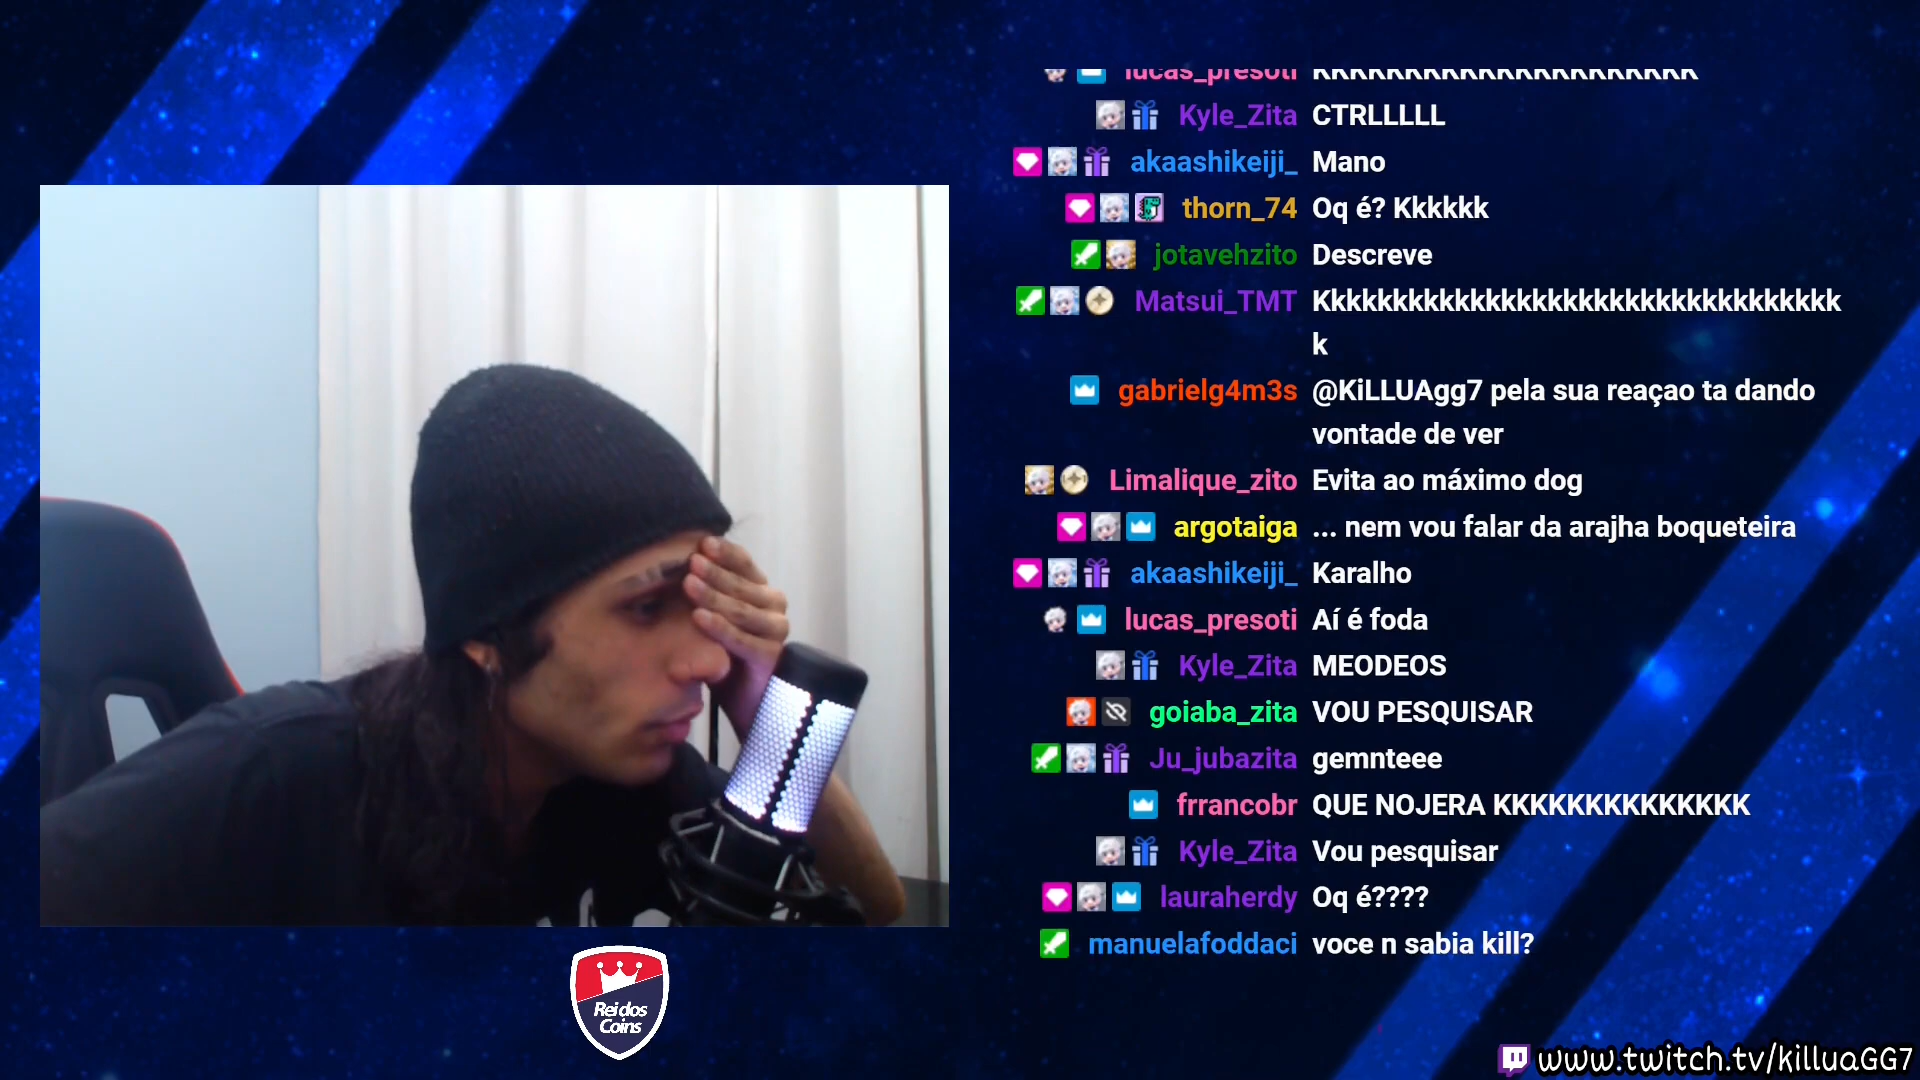 lucas_presoti KKKKKKKKKKKKKKKKKKKKK
Kyle_Zita CTRLLLLL
akaashikeiji_ Mano
thorn_74 Oq é? Kkkkkk
jotavehzito Descreve
Matsui_TMT Kkkkkkkkkkkkkkkkkkkkkkkkkkkkkkkkkk
k
gabrielg4m3s @KiLLUAgg7 pela sua reaçao ta dando
vontade de ver
Limalique_zito Evita ao máximo dog
argotaiga ... nem vou falar da arajha boqueteira
akaashikeiji_ Karalho
lucas_presoti Aí é foda
Kyle_Zita MEODEOS
goiaba_zita VOU PESQUISAR
Ju_jubazita gemnteee
frrancobr QUE NOJERA KKKKKKKKKKKKKK
Kyle_Zita Vou pesquisar
lauraherdy Oq é????
manuelafoddaci voce n sabia kill?
Rei dos
Coins
www.twitch.tv/killuaGG7